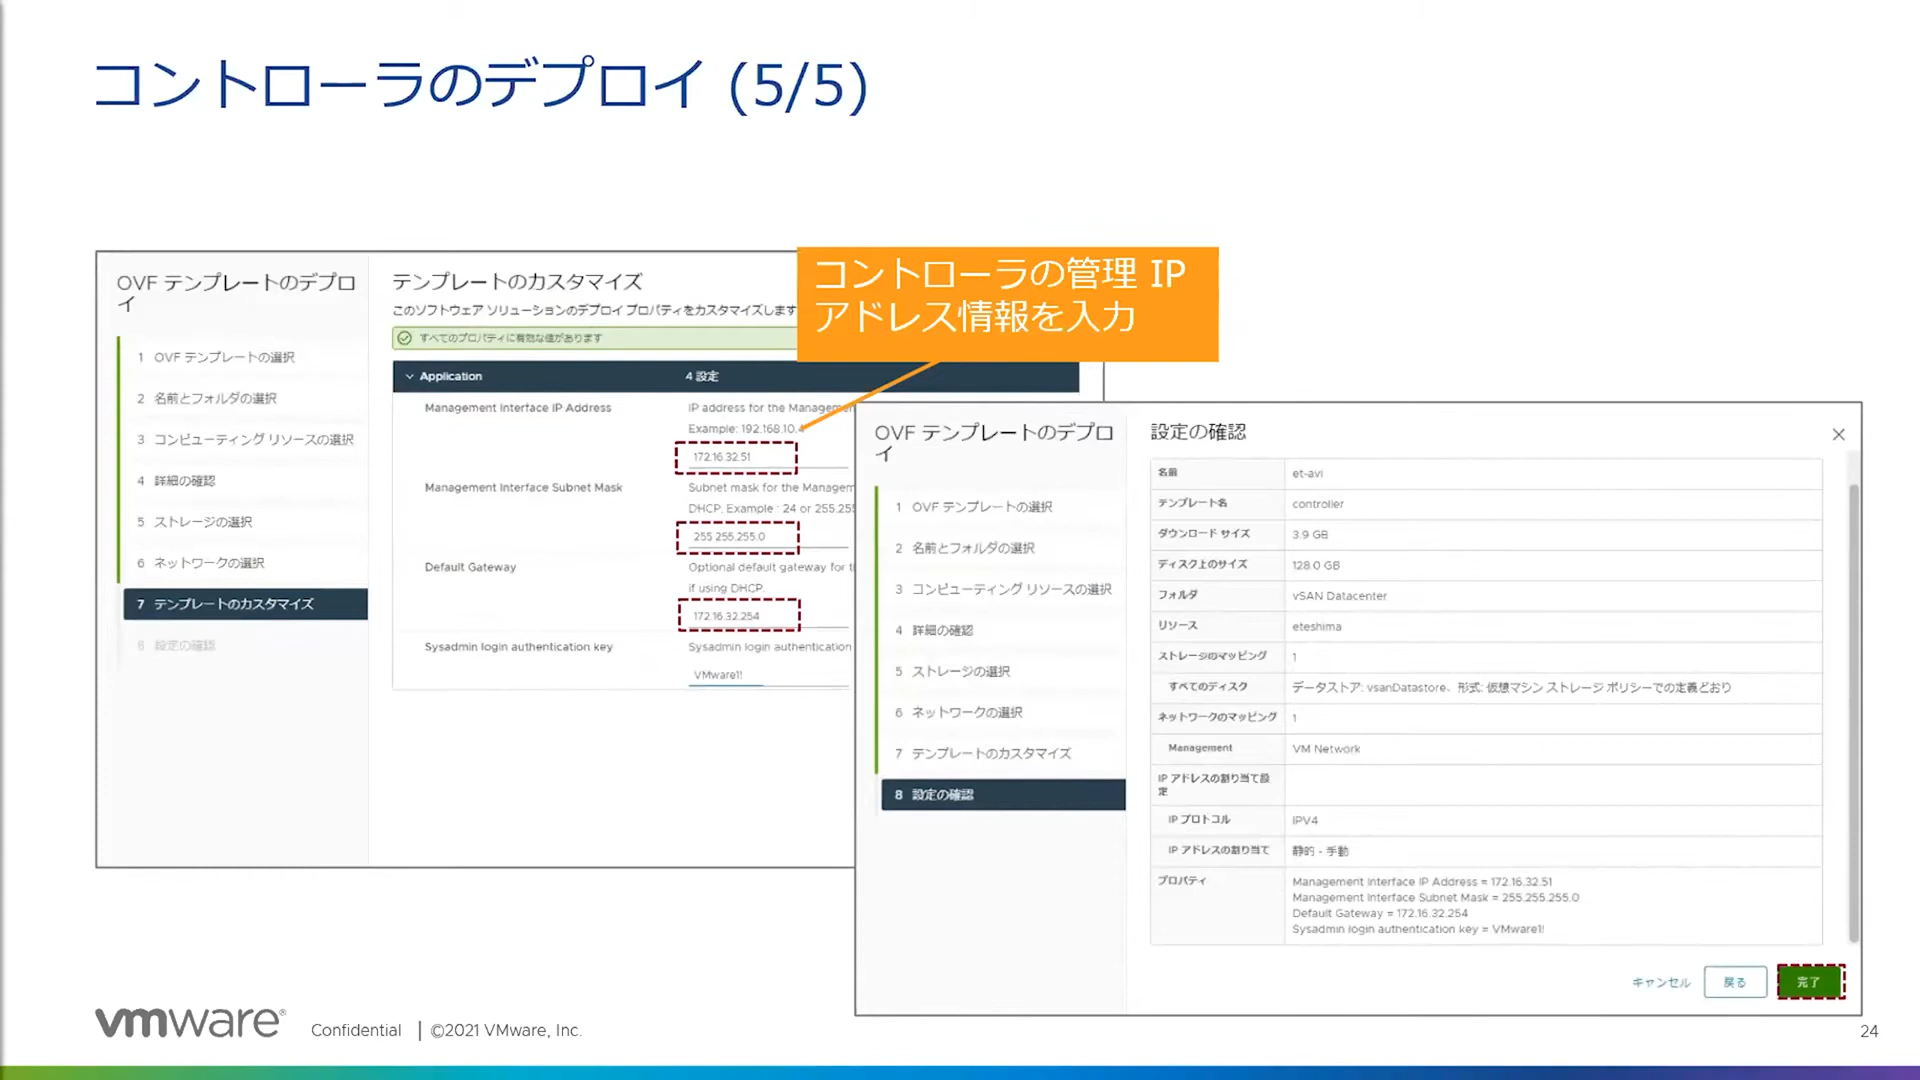 コントローラのデプロイ (5/5)
コントローラの管理 IP
アドレス情報を入力
OVF テンプレートのデプロ
イ
1 OVF テンプレートの選択
2 名前とフォルダの選択
3 コンピューティング リソースの選択
4 詳細の確認
5 ストレージの選択
6 ネットワークの選択
7 テンプレートのカスタマイズ
8 設定の確認
テンプレートのカスタマイズ
このソフトウェア ソリューションのデプロイ プロパティをカスタマイズします
すべてのプロパティに有効な値があります
Application 4 設定
Management Interface IP Address
IP address for the Managemen
Example: 192.168.10.4
172.16.32.51
Management Interface Subnet Mask
Subnet mask for the Managem
DHCP. Example : 24 or 255.255
255.255.255.0
Default Gateway
Optional default gateway for th
if using DHCP.
172.16.32.254
Sysadmin login authentication key
Sysadmin login authentication
VMware1!
OVF テンプレートのデプロ
イ
1 OVF テンプレートの選択
2 名前とフォルダの選択
3 コンピューティング リソースの選択
4 詳細の確認
5 ストレージの選択
6 ネットワークの選択
7 テンプレートのカスタマイズ
8 設定の確認
設定の確認
名前 et-avi
テンプレート名 controller
ダウンロード サイズ 3.9 GB
ディスク上のサイズ 128.0 GB
フォルダ vSAN Datacenter
リソース eteshima
ストレージのマッピング 1
すべてのディスク データストア: vsanDatastore、形式: 仮想マシン ストレージ ポリシーでの定義どおり
ネットワークのマッピング 1
Management VM Network
IP アドレスの割り当て設
定
IP プロトコル IPV4
IP アドレスの割り当て 静的 - 手動
プロパティ Management Interface IP Address = 172.16.32.51
Management Interface Subnet Mask = 255.255.255.0
Default Gateway = 172.16.32.254
Sysadmin login authentication key = VMware1!
キャンセル 戻る 完了
vmware® Confidential | ©2021 VMware, Inc.
24